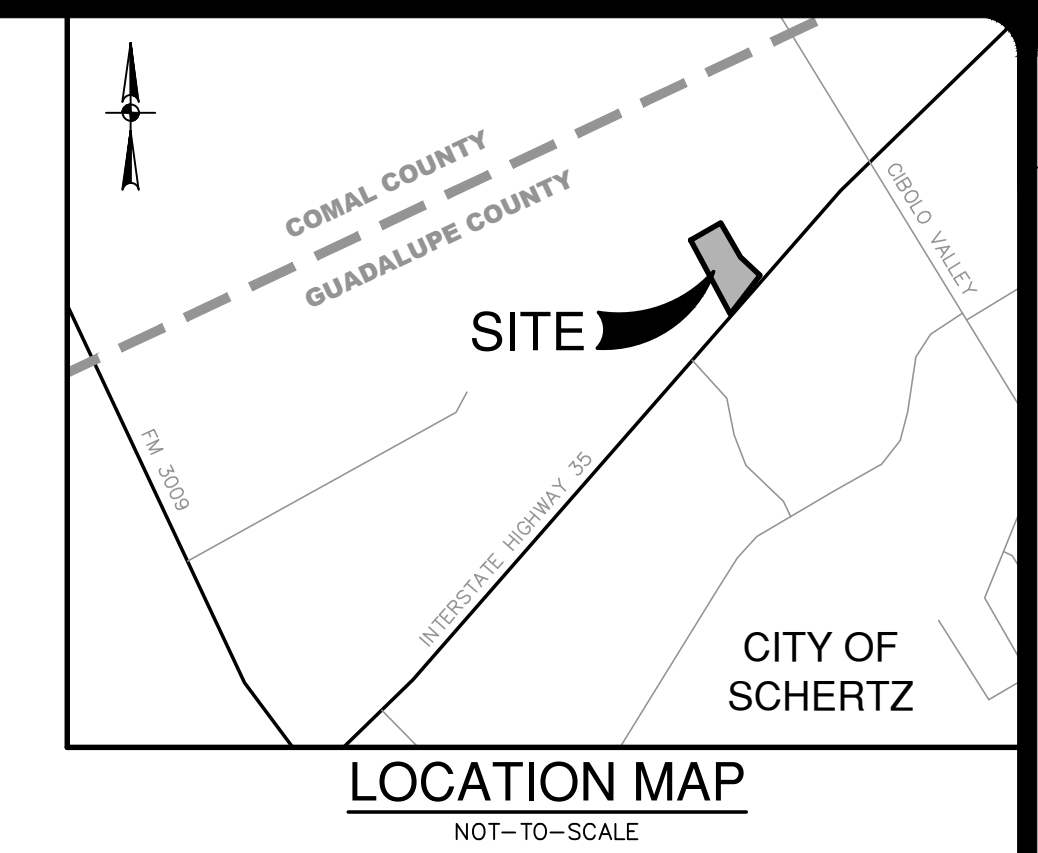 COMAL COUNTY
GUADALUPE COUNTY
CIBOLO VALLEY
SITE
FM 3009
INTERSTATE HIGHWAY 35
CITY OF
SCHERTZ
LOCATION MAP
NOT-TO-SCALE